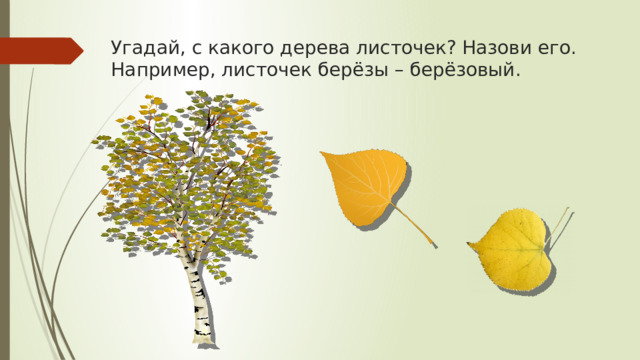 Угадай, с какого дерева листочек? Назови его.
Например, листочек берёзы – берёзовый.